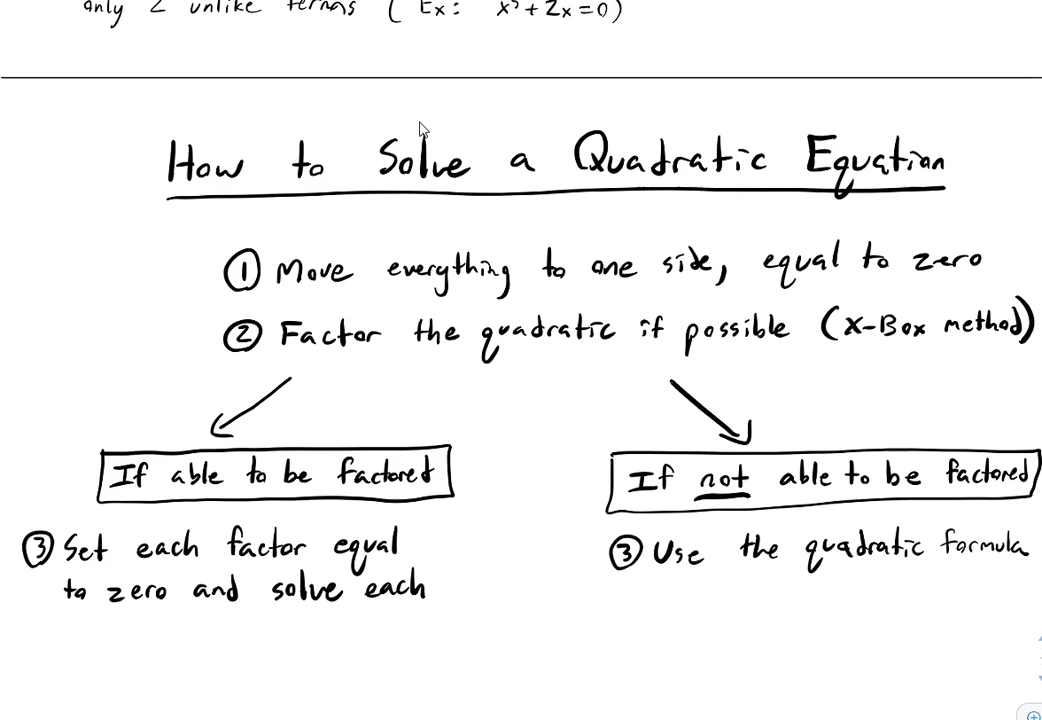 only 2 unlike terms ( Ex: x² + 2x = 0)
How to Solve a Quadratic Equation
① Move everything to one side, equal to zero
② Factor the quadratic if possible (X-Box method)
If able to be factored
If not able to be factored
③ Set each factor equal
to zero and solve each
③ Use the quadratic formula